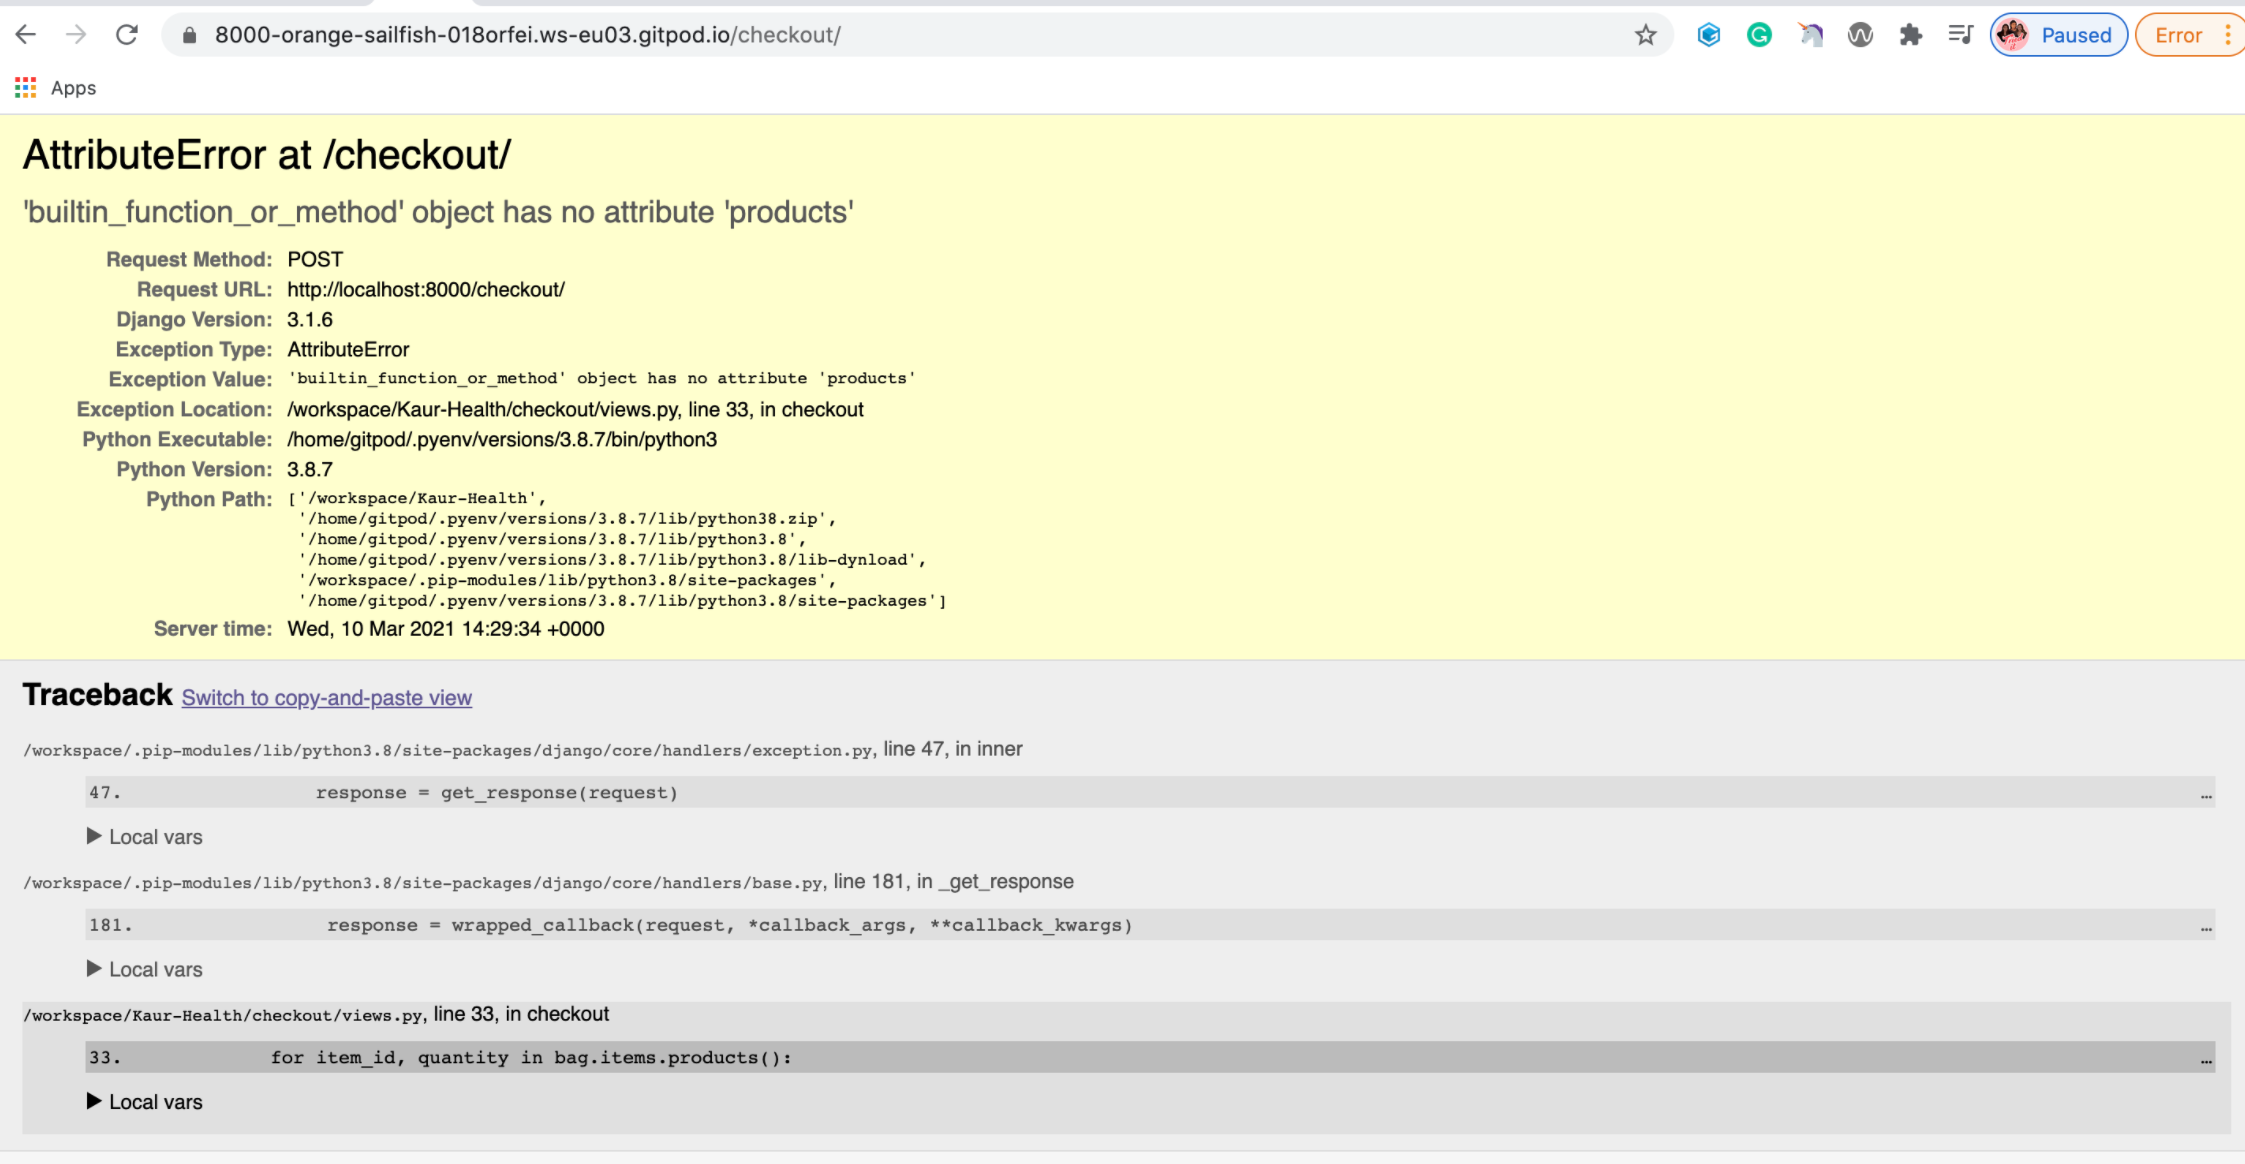 8000-orange-sailfish-018orfei.ws-eu03.gitpod.io/checkout/
Paused
Error
Apps
AttributeError at /checkout/
'builtin_function_or_method' object has no attribute 'products'
Request Method: POST
Request URL: http://localhost:8000/checkout/
Django Version: 3.1.6
Exception Type: AttributeError
Exception Value: 'builtin_function_or_method' object has no attribute 'products'
Exception Location: /workspace/Kaur-Health/checkout/views.py, line 33, in checkout
Python Executable: /home/gitpod/.pyenv/versions/3.8.7/bin/python3
Python Version: 3.8.7
Python Path: ['/workspace/Kaur-Health',
'/home/gitpod/.pyenv/versions/3.8.7/lib/python38.zip',
'/home/gitpod/.pyenv/versions/3.8.7/lib/python3.8',
'/home/gitpod/.pyenv/versions/3.8.7/lib/python3.8/lib-dynload',
'/workspace/.pip-modules/lib/python3.8/site-packages',
'/home/gitpod/.pyenv/versions/3.8.7/lib/python3.8/site-packages']
Server time: Wed, 10 Mar 2021 14:29:34 +0000
Traceback Switch to copy-and-paste view
/workspace/.pip-modules/lib/python3.8/site-packages/django/core/handlers/exception.py, line 47, in inner
47. response = get_response(request) …
▶ Local vars
/workspace/.pip-modules/lib/python3.8/site-packages/django/core/handlers/base.py, line 181, in _get_response
181. response = wrapped_callback(request, *callback_args, **callback_kwargs) …
▶ Local vars
/workspace/Kaur-Health/checkout/views.py, line 33, in checkout
33. for item_id, quantity in bag.items.products(): …
▶ Local vars